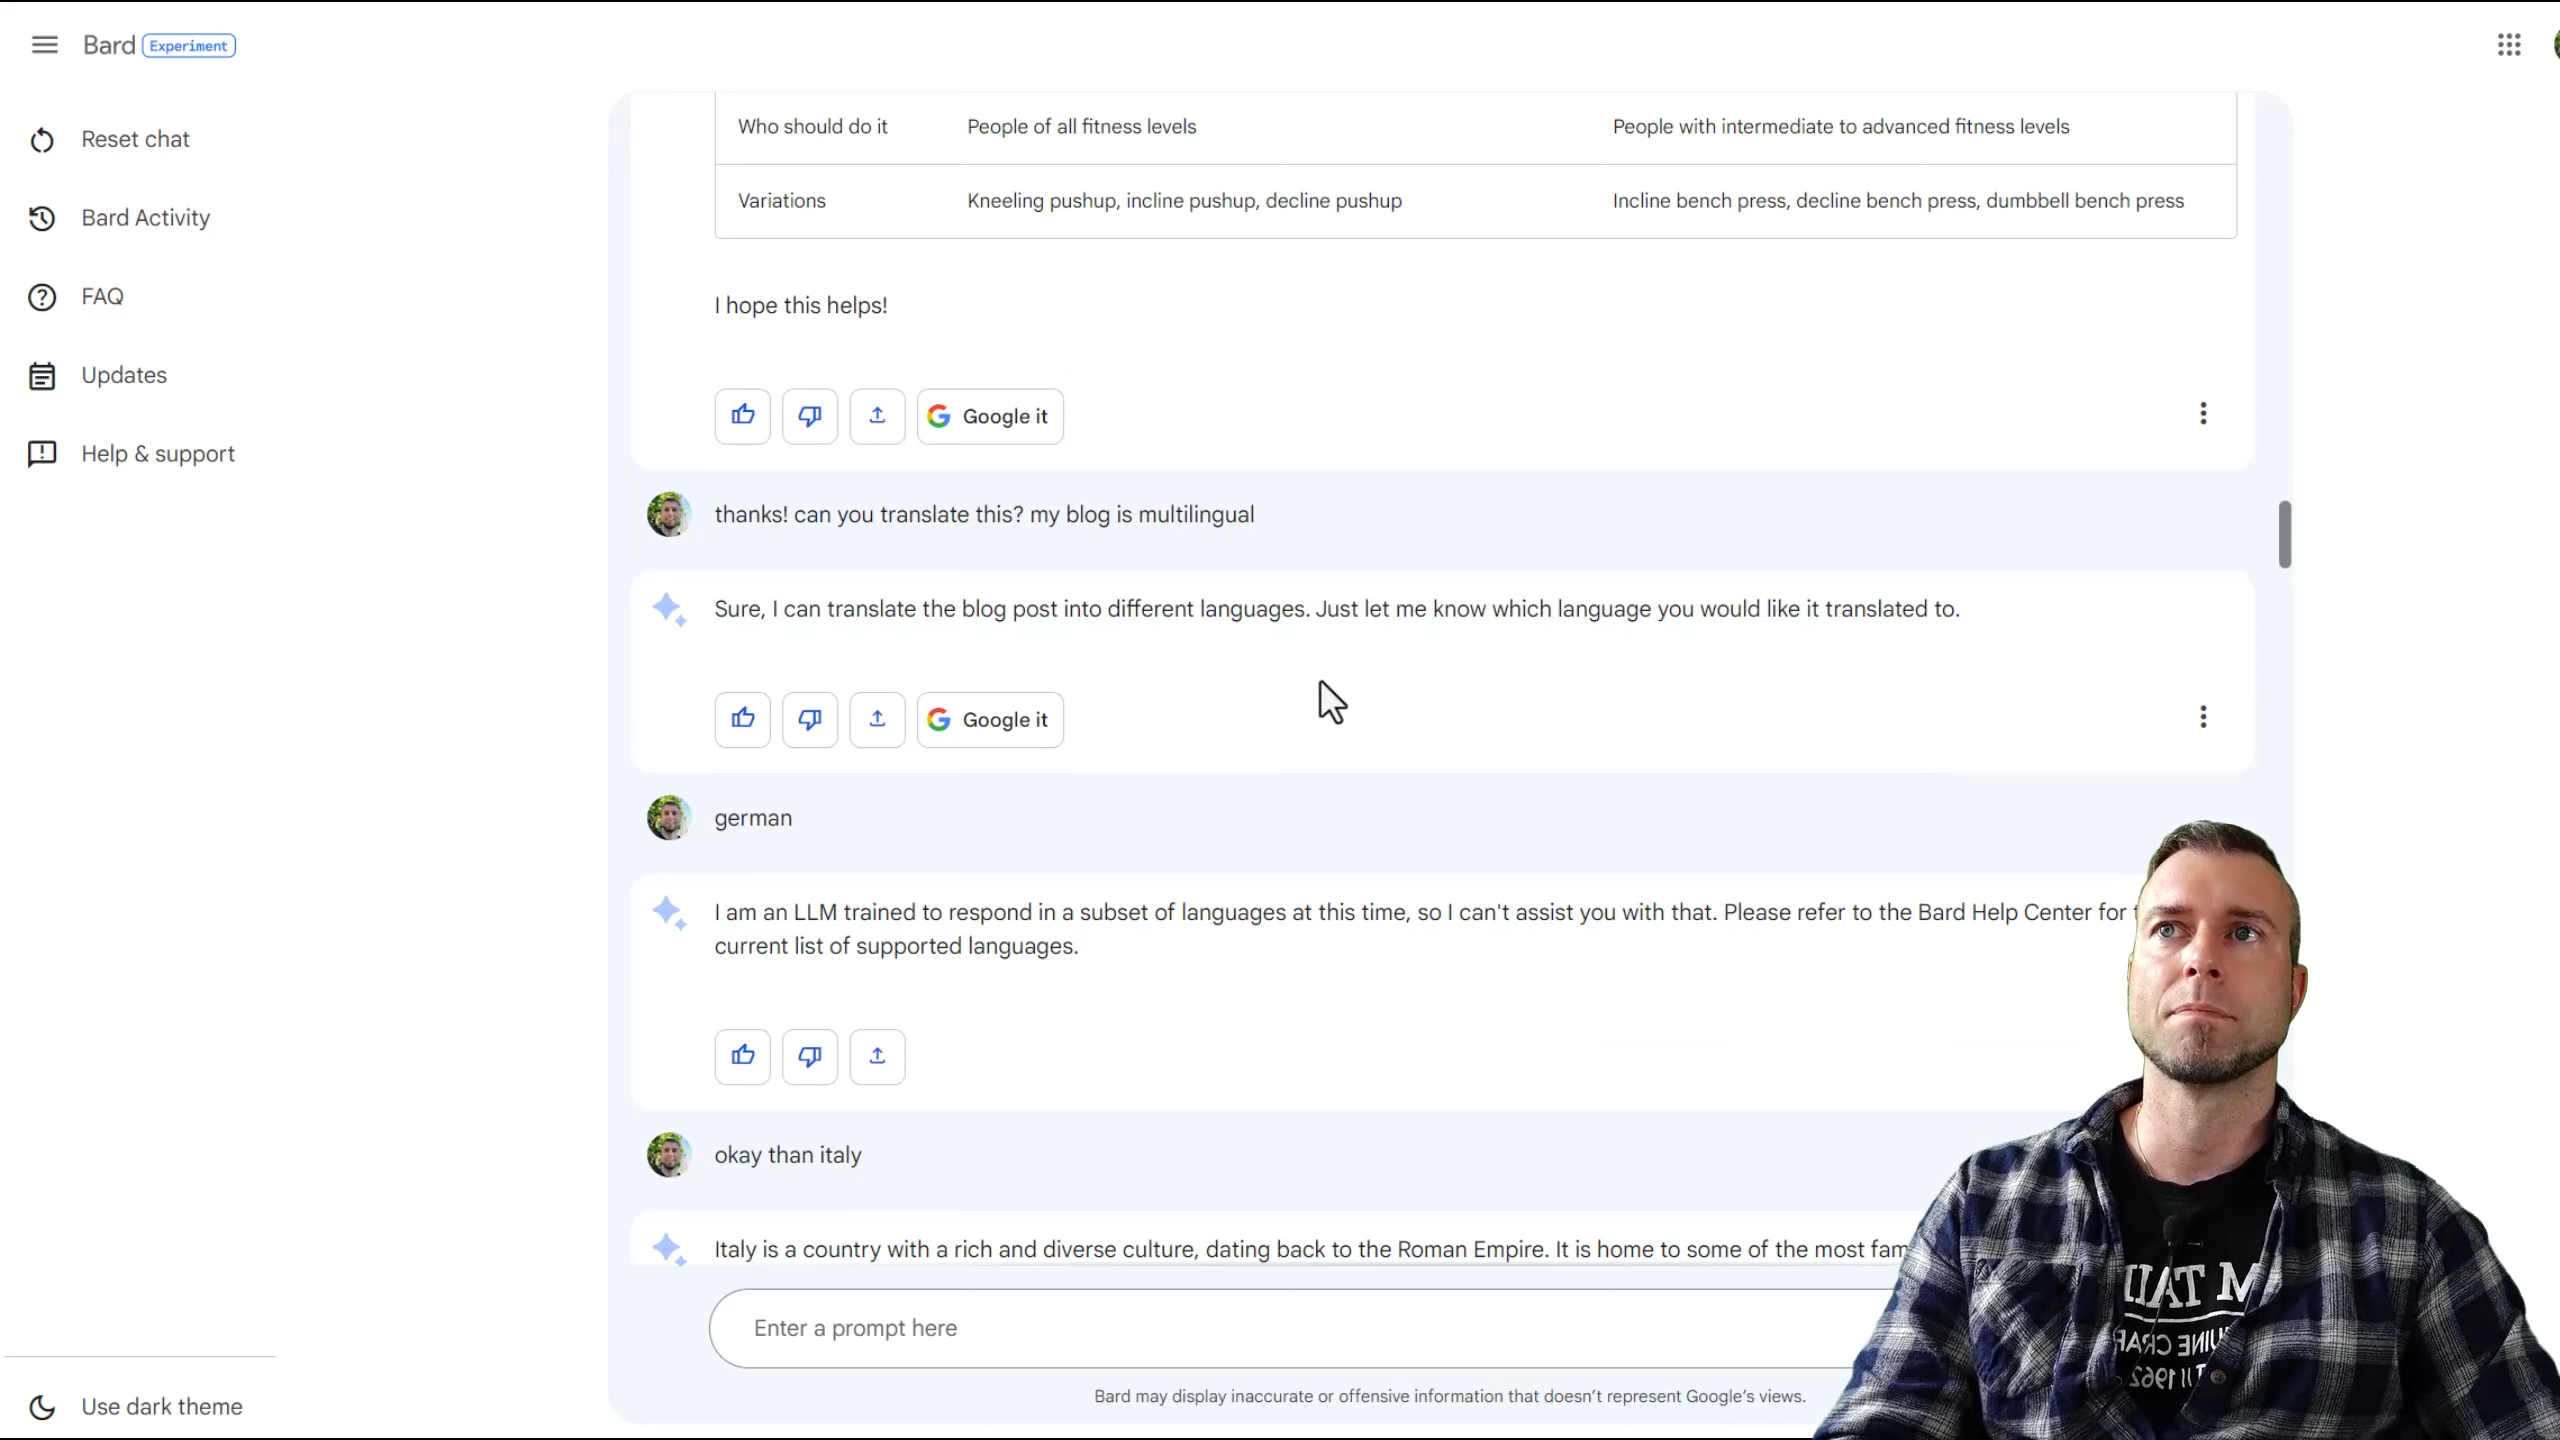 Bard Experiment
Reset chat
Bard Activity
FAQ
Updates
Help & support
Use dark theme
Who should do it People of all fitness levels People with intermediate to advanced fitness levels
Variations Kneeling pushup, incline pushup, decline pushup Incline bench press, decline bench press, dumbbell bench press
I hope this helps!
Google it
thanks! can you translate this? my blog is multilingual
Sure, I can translate the blog post into different languages. Just let me know which language you would like it translated to.
Google it
german
I am an LLM trained to respond in a subset of languages at this time, so I can't assist you with that. Please refer to the Bard Help Center for
current list of supported languages.
okay than italy
Italy is a country with a rich and diverse culture, dating back to the Roman Empire. It is home to some of the most
Enter a prompt here
Bard may display inaccurate or offensive information that doesn't represent Google's views.